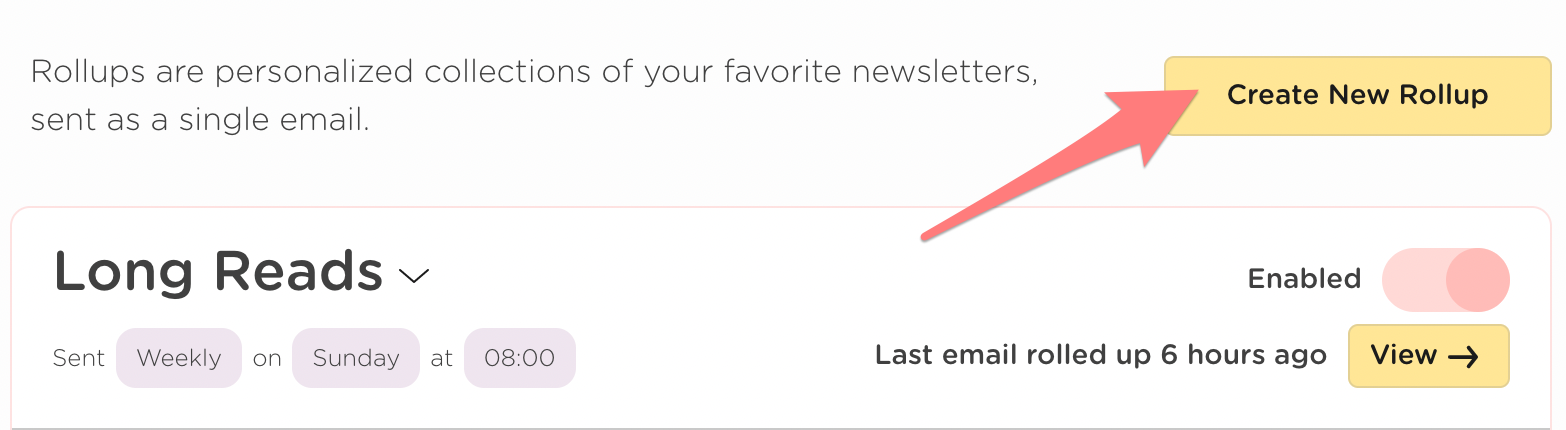 Rollups are personalized collections of your favorite newsletters,
sent as a single email.
Create New Rollup
Long Reads
Enabled
Sent Weekly on Sunday at 08:00
Last email rolled up 6 hours ago
View →